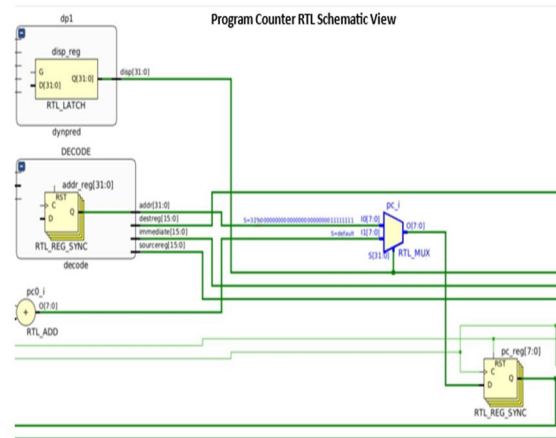 Program Counter RTL Schematic View
dp1
disp_reg
G
D[31:0]
Q[31:0]
disp[31:0]
RTL_LATCH
dynpred
DECODE
addr_reg[31:0]
RST
C
Q
D
RTL_REG_SYNC
addr[31:0]
destreg[15:0]
immediate[15:0]
sourcereg[15:0]
decode
pc_i
I0[7:0]
S=default
I1[7:0]
O[7:0]
S[31:0]
RTL_MUX
pc0_i
+
O[7:0]
RTL_ADD
pc_reg[7:0]
RST
C
D
Q
RTL_REG_SYNC